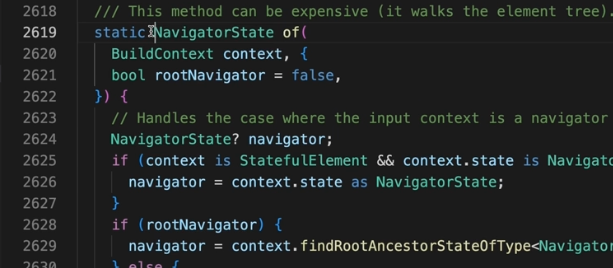 2618 /// This method can be expensive (it walks the element tree).
2619 static NavigatorState of(
2620 BuildContext context, {
2621 bool rootNavigator = false,
2622 }) {
2623 // Handles the case where the input context is a navigator
2624 NavigatorState? navigator;
2625 if (context is StatefulElement && context.state is Navigato
2626 navigator = context.state as NavigatorState;
2627 }
2628 if (rootNavigator) {
2629 navigator = context.findRootAncestorStateOfType<Navigator
2630 } else {